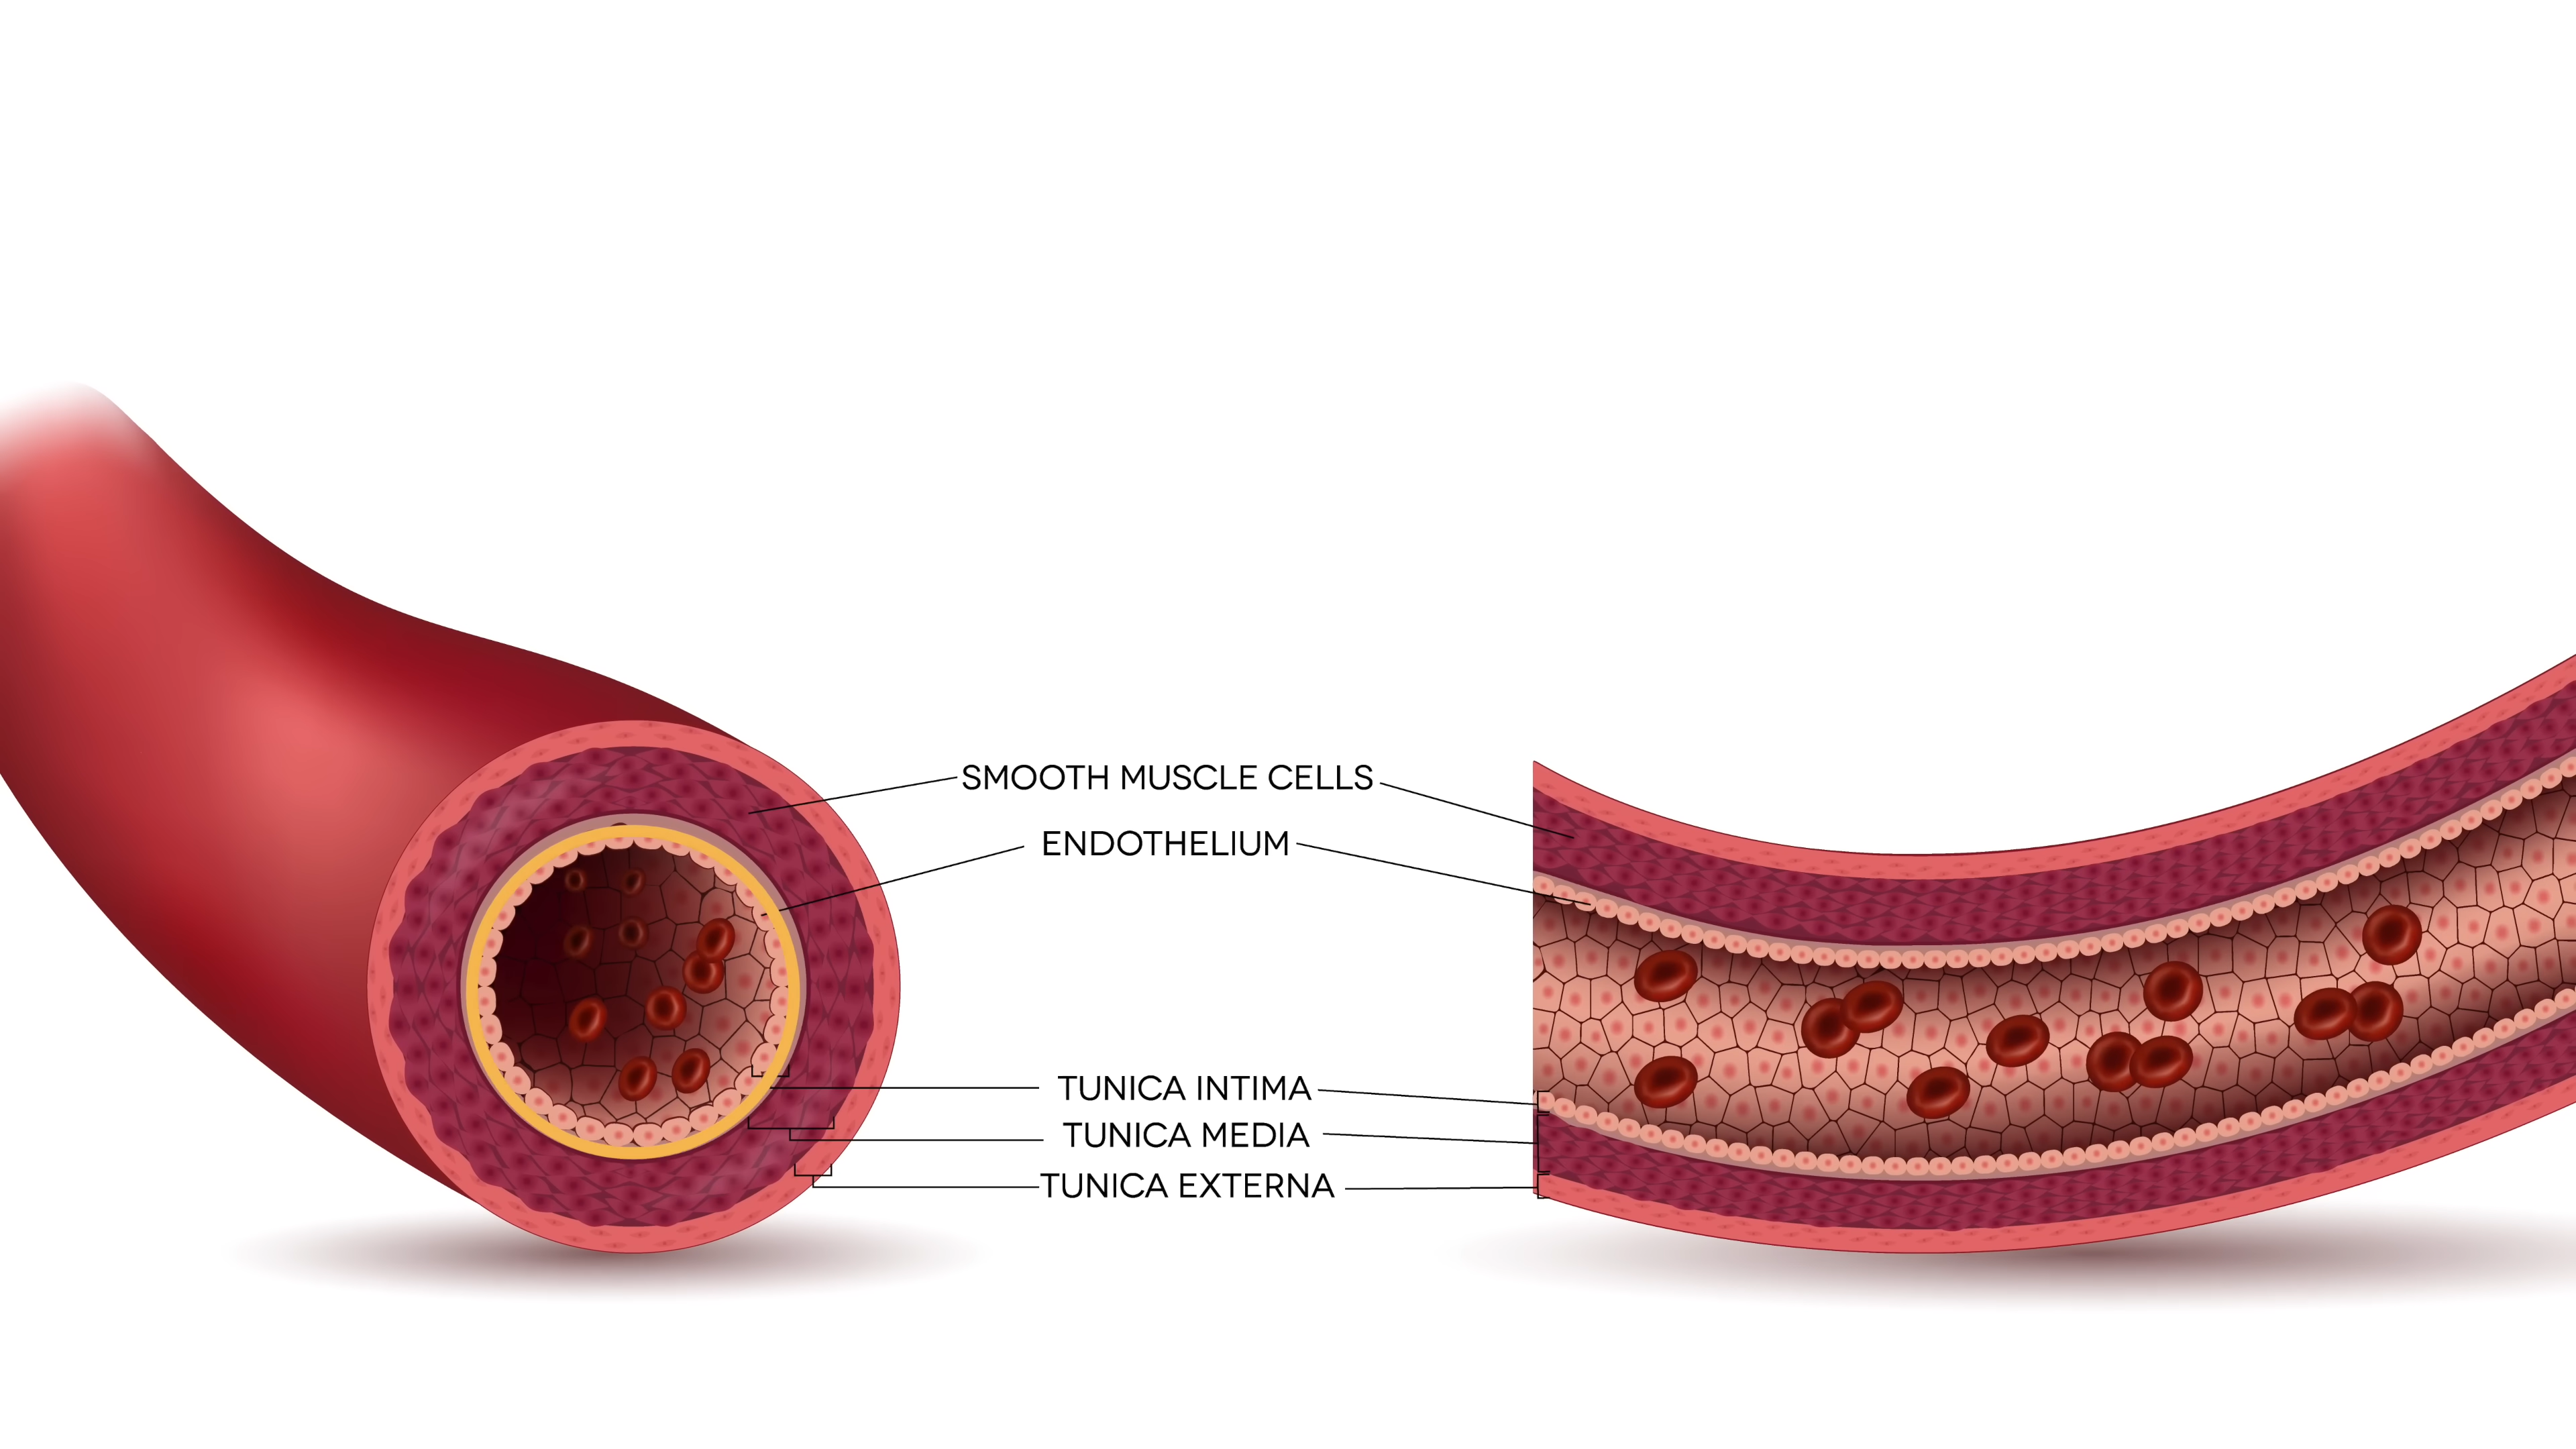 SMOOTH MUSCLE CELLS
ENDOTHELIUM
TUNICA INTIMA
TUNICA MEDIA
TUNICA EXTERNA